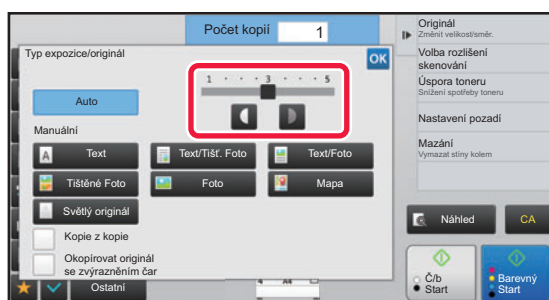 Počet kopií 1
Typ expozice/originál
OK
1 · · · 3 · · · 5
Auto
Manuální
Text
Text/Tišť. Foto
Text/Foto
Tištěné Foto
Foto
Mapa
Světlý originál
Kopie z kopie
Okopírovat originál
se zvýrazněním čar
Ostatní
A4
Originál
Změnit velikost/směr.
Volba rozlišení
skenování
Úspora toneru
Snížení spotřeby toneru
Nastavení pozadí
Mazání
Vymazat stíny kolem
Náhled
CA
Č/b
Start
Barevný
Start